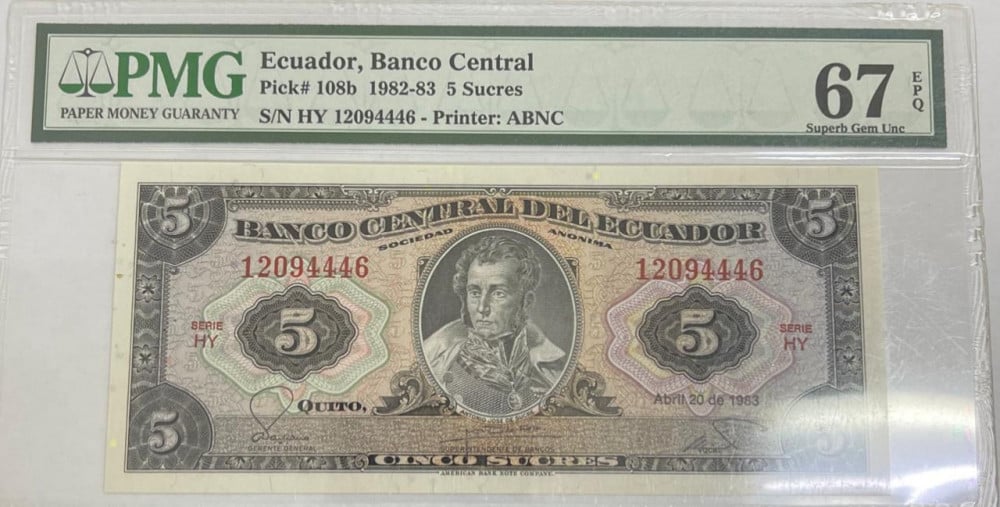 PMG
PAPER MONEY GUARANTY
Ecuador, Banco Central
Pick# 108b 1982-83 5 Sucres
S/N HY 12094446 - Printer: ABNC
67
EPQ
Superb Gem Unc
5
5
BANCO CENTRAL DEL ECUADOR
SOCIEDAD ANONIMA
12094446
12094446
SERIE
HY
5
5
SERIE
HY
QUITO,
Abril 20 de 1983
5
5
GERENTE GENERAL
VOCAL
CINCO SUCRES
AMERICAN BANK NOTE COMPANY.